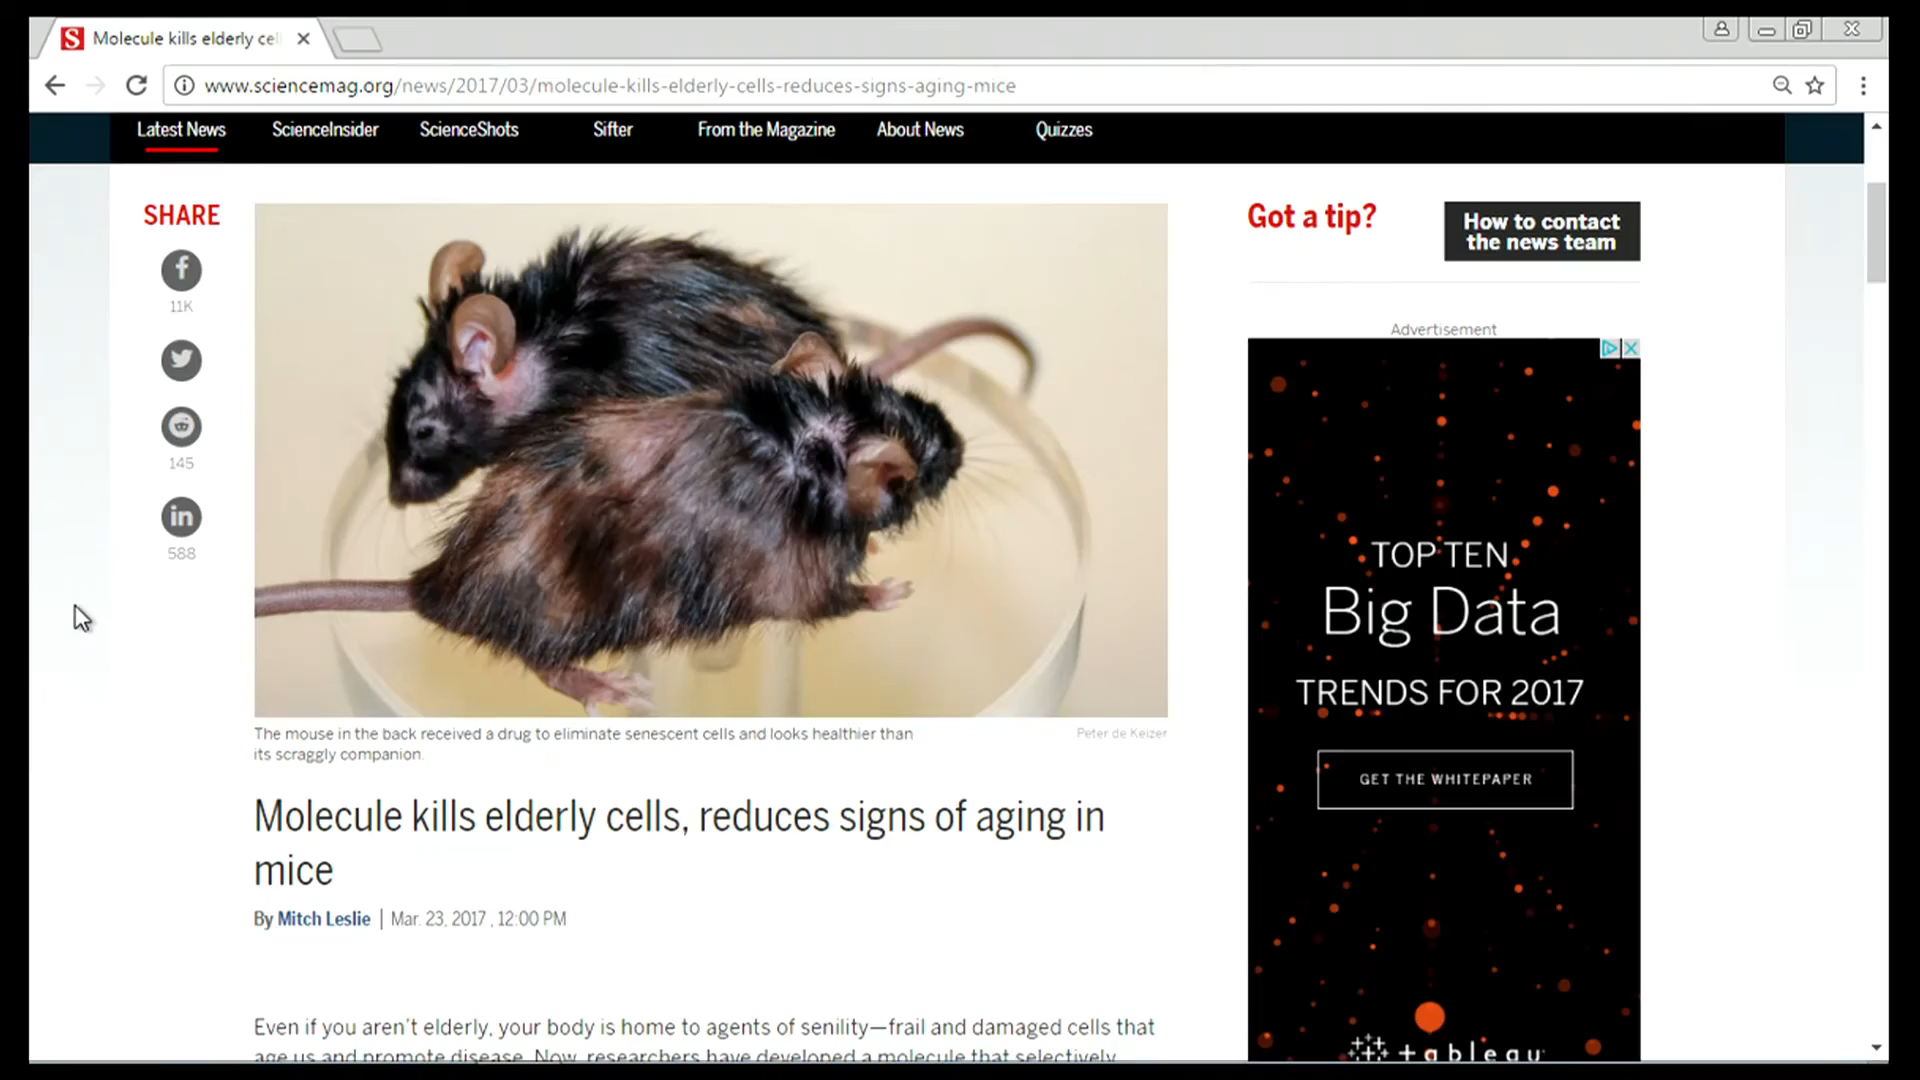 Molecule kills elderly cel
www.sciencemag.org/news/2017/03/molecule-kills-elderly-cells-reduces-signs-aging-mice
Latest News ScienceInsider ScienceShots Sifter From the Magazine About News Quizzes
SHARE
11K
145
588
The mouse in the back received a drug to eliminate senescent cells and looks healthier than
its scraggly companion.
Peter de Keizer
Molecule kills elderly cells, reduces signs of aging in
mice
By Mitch Leslie | Mar. 23, 2017 , 12:00 PM
Even if you aren't elderly, your body is home to agents of senility—frail and damaged cells that
age us and promote disease. Now, researchers have developed a molecule that selectively
Got a tip?
How to contact
the news team
Advertisement
TOP TEN
Big Data
TRENDS FOR 2017
GET THE WHITEPAPER
+ a b l e a u